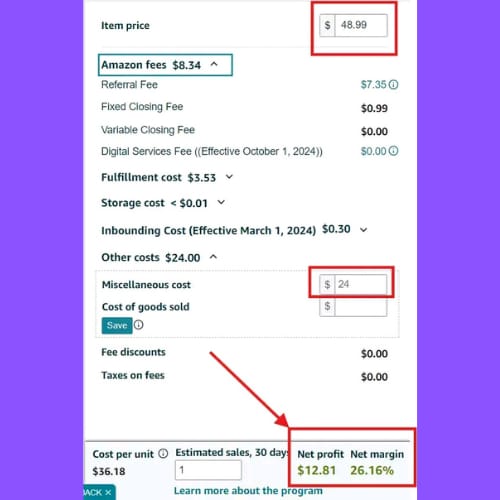 Item price $ 48.99
Amazon fees $8.34
Referral Fee $7.35
Fixed Closing Fee $0.99
Variable Closing Fee $0.00
Digital Services Fee ((Effective October 1, 2024)) $0.00
Fulfillment cost $3.53
Storage cost < $0.01
Inbounding Cost (Effective March 1, 2024) $0.30
Other costs $24.00
Miscellaneous cost $ 24
Cost of goods sold $
Save
Fee discounts $0.00
Taxes on fees $0.00
Cost per unit Estimated sales, 30 days Net profit Net margin
$36.18 1 $12.81 26.16%
ACK ×
Learn more about the program